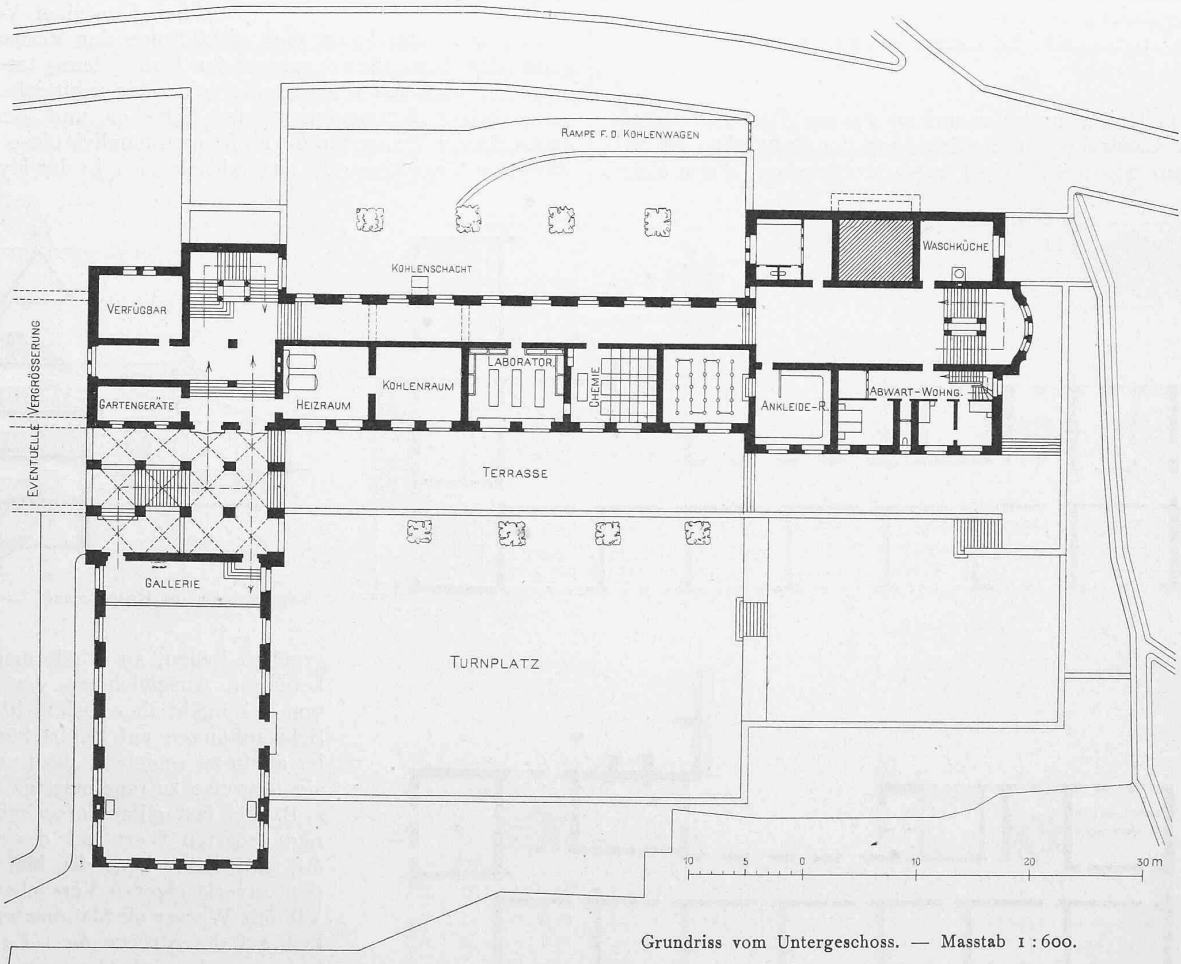 RAMPE F. D. KOHLENWAGEN
WASCHKÜCHE
KOHLENSCHACHT
VERFÜGBAR
EVENTUELLE VERGRÖSSERUNG
LABORATOR.
CHEMIE
KOHLENRAUM
ABWART-WOHNG.
GARTENGERÄTE
HEIZRAUM
ANKLEIDE-R.
TERRASSE
GALLERIE
TURNPLATZ
10 5 0 10 20 30 m
Grundriss vom Untergeschoss. — Masstab 1 : 600.